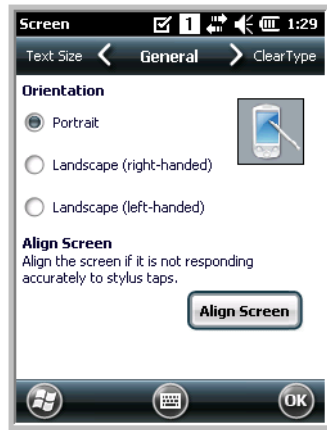 Screen 1 1:29
Text Size General ClearType
Orientation
Portrait
Landscape (right-handed)
Landscape (left-handed)
Align Screen
Align the screen if it is not responding
accurately to stylus taps.
Align Screen
OK